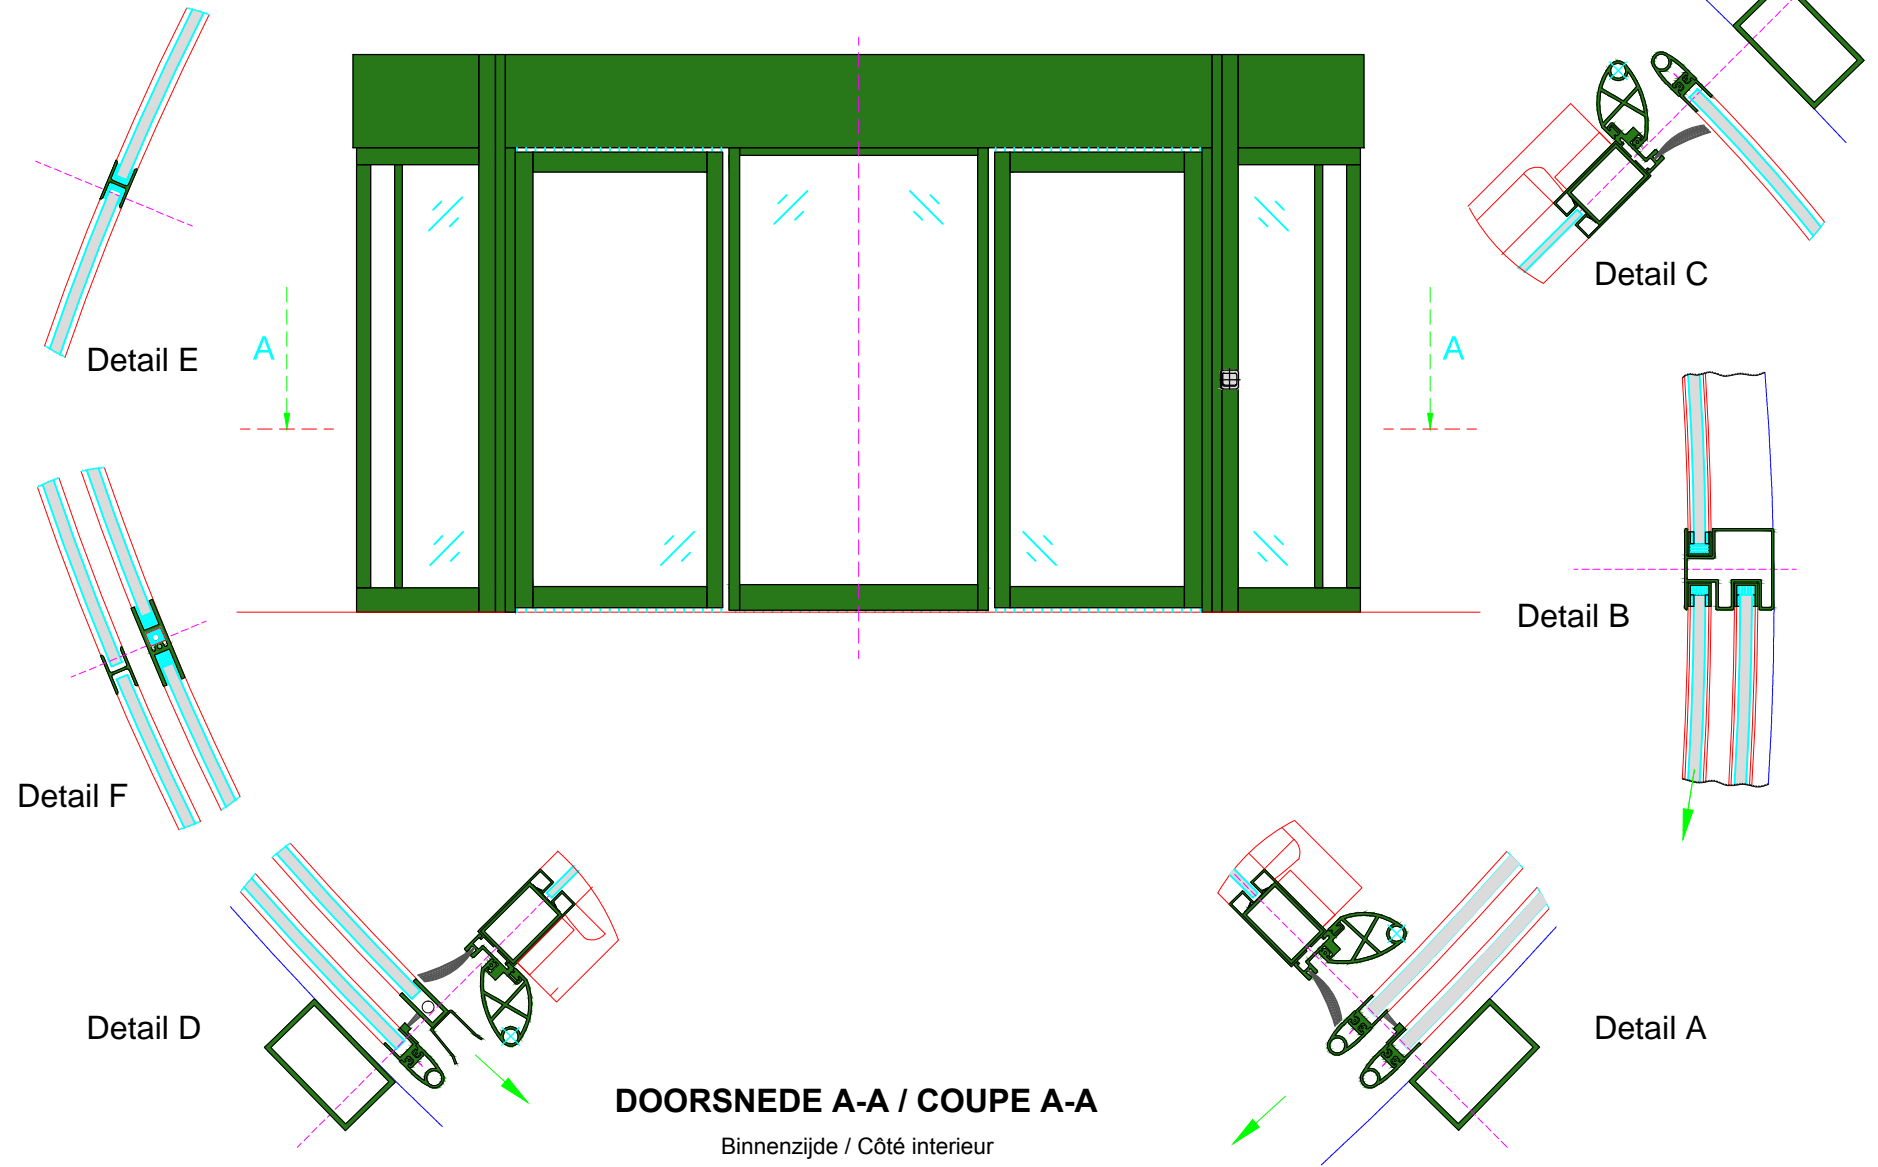 Detail C
Detail E
A
A
Detail B
Detail F
Detail D
Detail A
DOORSNEDE A-A / COUPE A-A
Binnenzijde / Côté interieur